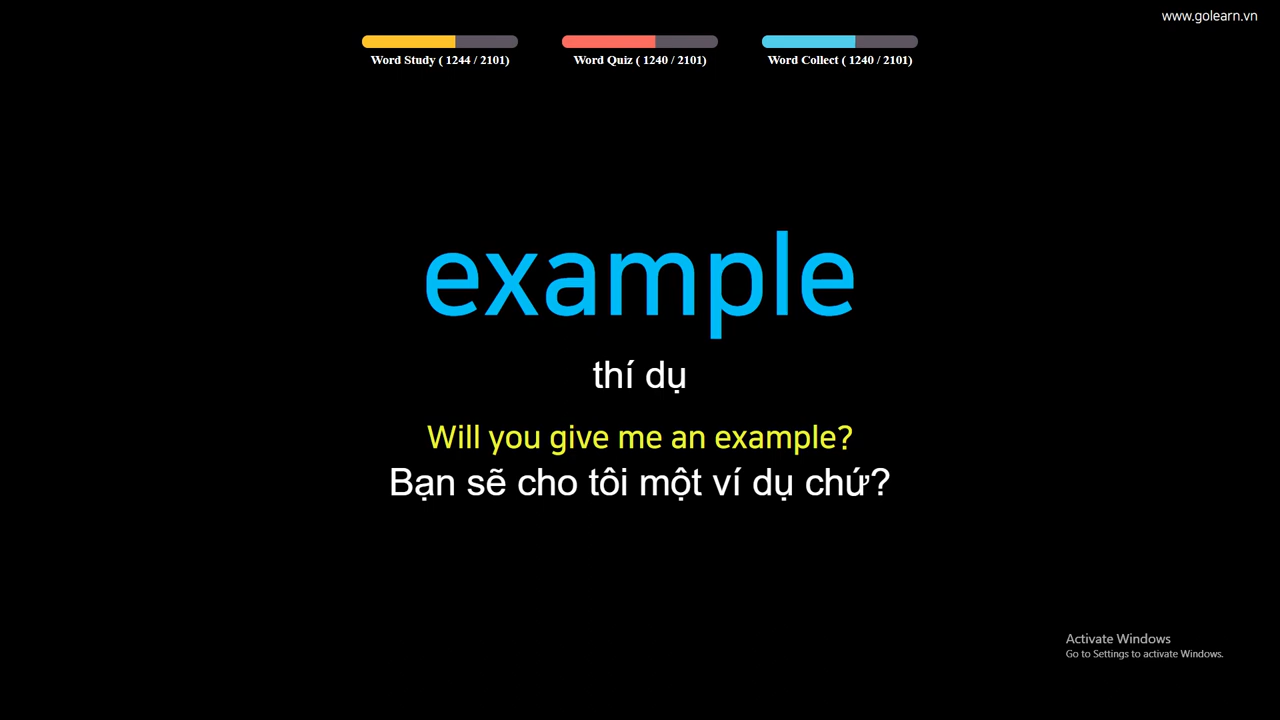 www.golearn.vn
Word Study ( 1244 / 2101)
Word Quiz ( 1240 / 2101)
Word Collect ( 1240 / 2101)
example
thí dụ
Will you give me an example?
Bạn sẽ cho tôi một ví dụ chứ?
Activate Windows
Go to Settings to activate Windows.